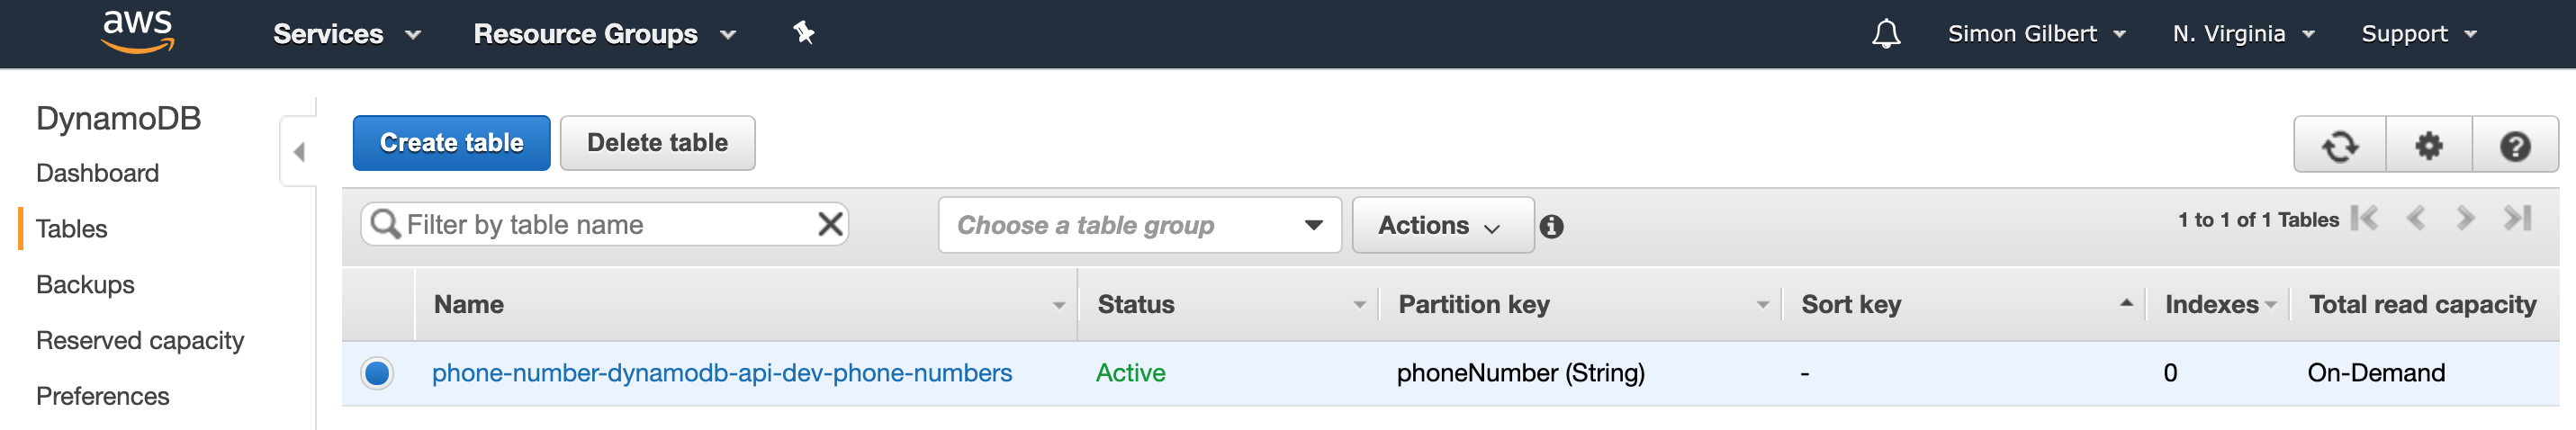 aws
Services
Resource Groups
Simon Gilbert
N. Virginia
Support
DynamoDB
Dashboard
Tables
Backups
Reserved capacity
Preferences
Create table
Delete table
Filter by table name
Choose a table group
Actions
1 to 1 of 1 Tables
Name
Status
Partition key
Sort key
Indexes
Total read capacity
phone-number-dynamodb-api-dev-phone-numbers
Active
phoneNumber (String)
-
0
On-Demand